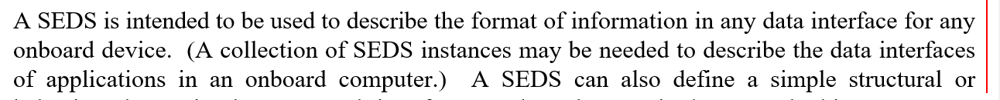 A SEDS is intended to be used to describe the format of information in any data interface for any
onboard device.  (A collection of SEDS instances may be needed to describe the data interfaces
of applications in an onboard computer.)  A SEDS can also define a simple structural or